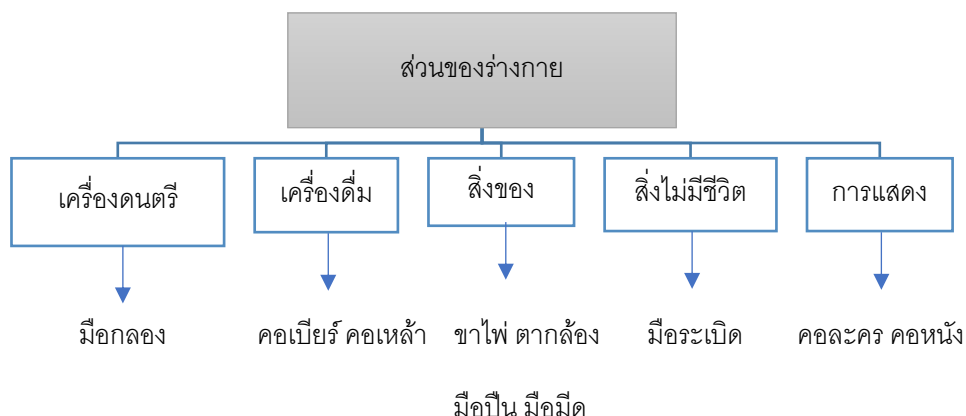 ส่วนของร่างกาย
เครื่องดนตรี เครื่องดื่ม สิ่งของ สิ่งไม่มีชีวิต การแสดง
มือกลอง คอเบียร์ คอเหล้า ขาไพ่ ตากล้อง มือระเบิด คอละคร คอหนัง
มือปืน มือมีด